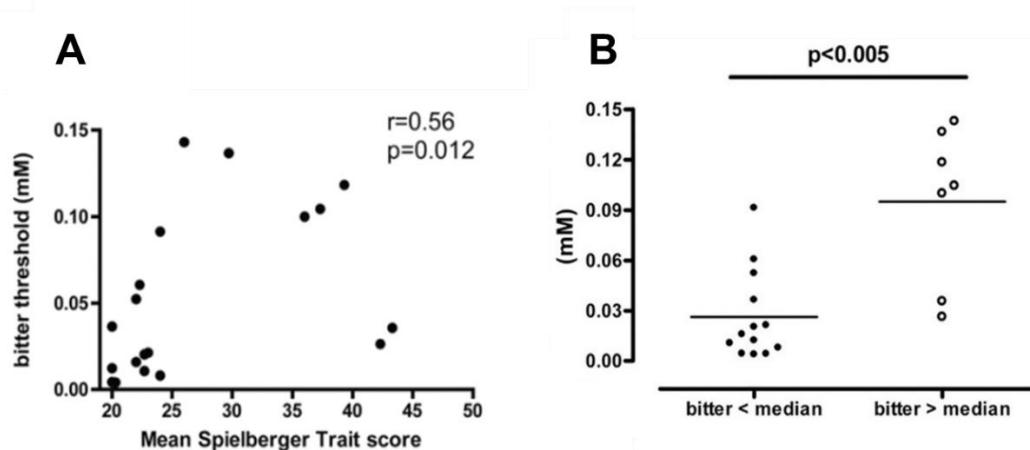 A
r=0.56
p=0.012
bitter threshold (mM)
0.15
0.10
0.05
0.00
20 25 30 35 40 45 50
Mean Spielberger Trait score
B
p<0.005
(mM)
0.15
0.12
0.09
0.06
0.03
0.00
bitter < median bitter > median